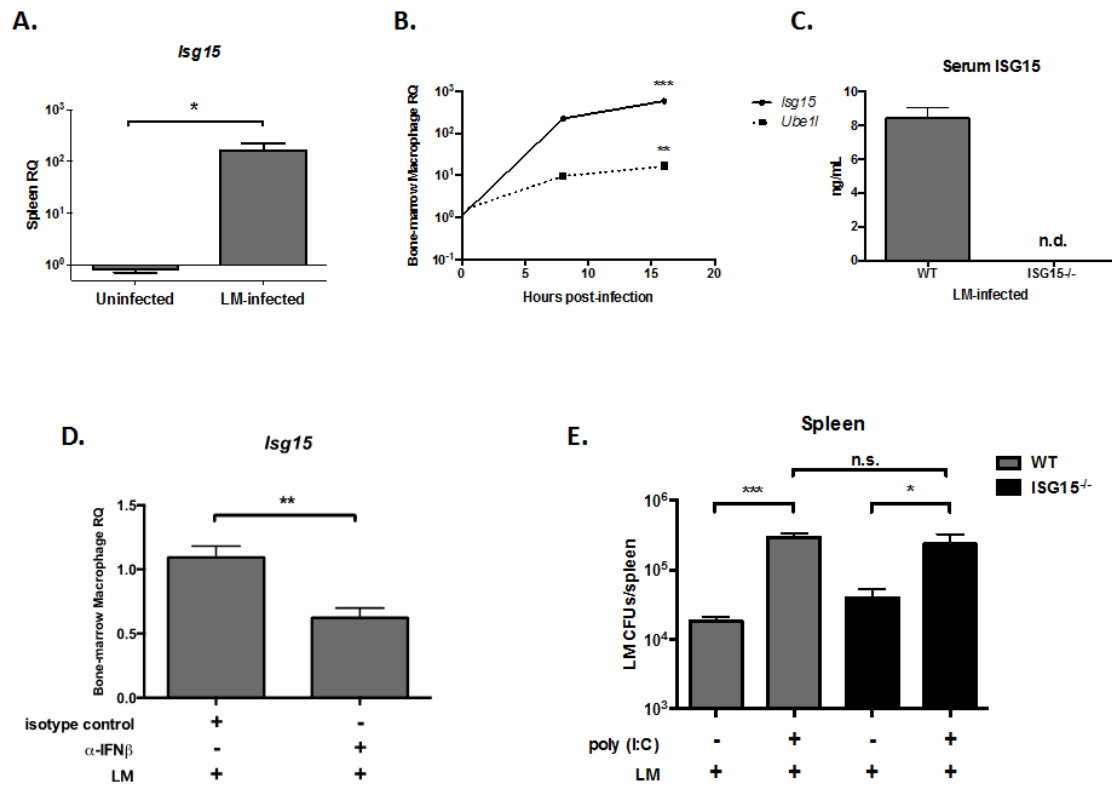 A.
Isg15
*
Spleen RQ
10³
10²
10¹
10⁰
Uninfected LM-infected
B.
Bone-marrow Macrophage RQ
10³
10²
10¹
10⁰
10⁻¹
***
**
0 5 10 15 20
Hours post-infection
Isg15
Ube1l
C.
Serum ISG15
ng/mL
8
6
4
2
0
n.d.
WT ISG15-/-
LM-infected
D.
Isg15
**
Bone-marrow Macrophage RQ
1.5
1.0
0.5
0.0
isotype control + -
α-IFNβ - +
LM + +
E.
Spleen
n.s.
*** *
WT
ISG15⁻/⁻
LM CFUs/spleen
10⁶
10⁵
10⁴
10³
poly (I:C) - + - +
LM + + + +